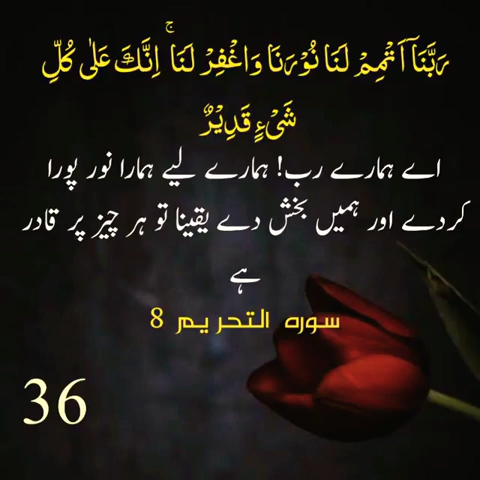 رَبَّنَاۤ اَتْمِمْ لَنَا نُوْرَنَا وَاغْفِرْ لَنَا ۚ اِنَّكَ عَلٰى كُلِّ
شَیْءٍ قَدِیْرٌ
اے ہمارے رب! ہمارے لیے ہمارا نور پورا
کردے اور ہمیں بخش دے یقینا تو ہر چیز پر قادر
ہے
سورہ التحریم 8
36